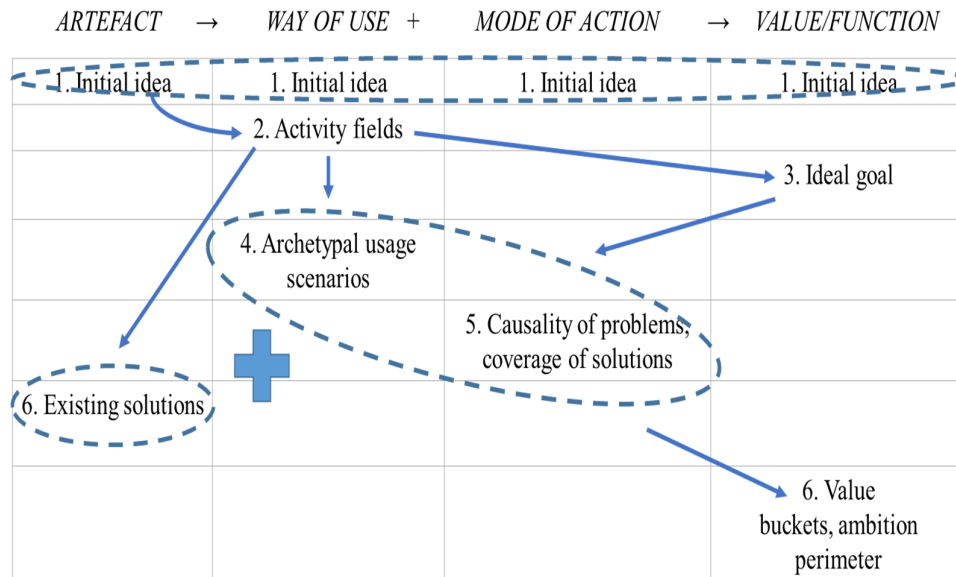 ARTEFACT → WAY OF USE + MODE OF ACTION → VALUE/FUNCTION
1. Initial idea 1. Initial idea 1. Initial idea 1. Initial idea
2. Activity fields
3. Ideal goal
4. Archetypal usage
scenarios
5. Causality of problems,
coverage of solutions
6. Existing solutions
6. Value
buckets, ambition
perimeter